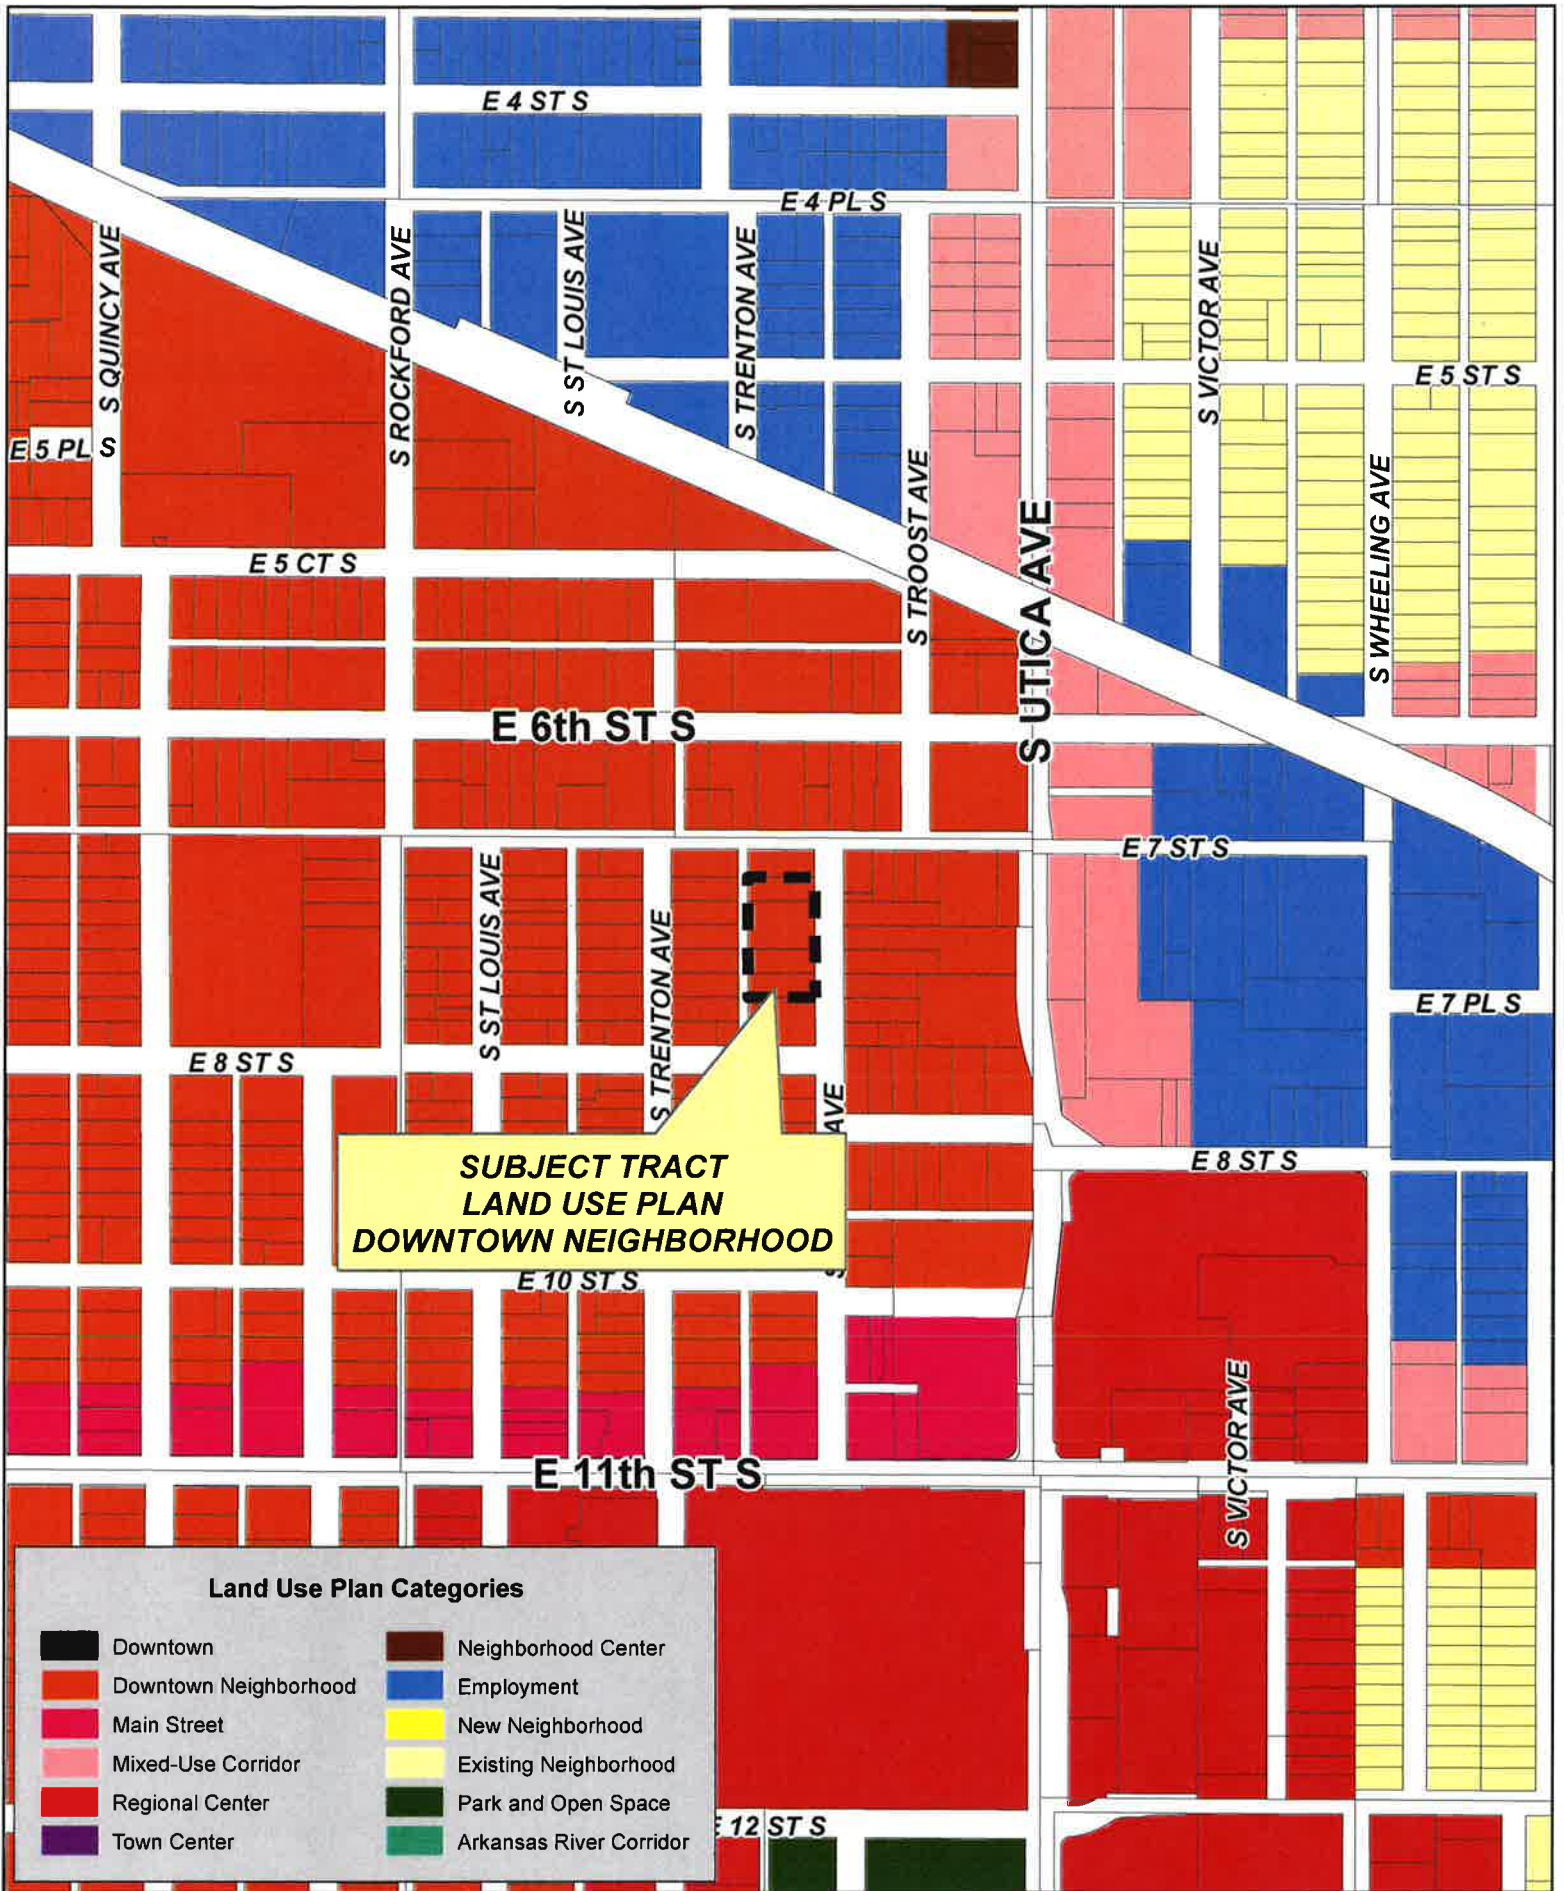 E 4 ST S
E 4 PL S
S QUINCY AVE
S ROCKFORD AVE
S ST LOUIS AVE
S TRENTON AVE
S VICTOR AVE
E 5 ST S
E 5 PL S
S TROOST AVE
S UTICA AVE
S WHEELING AVE
E 5 CT S
E 6th ST S
E 7 ST S
S ST LOUIS AVE
S TRENTON AVE
E 7 PL S
E 8 ST S
AVE
E 8 ST S
SUBJECT TRACT
LAND USE PLAN
DOWNTOWN NEIGHBORHOOD
E 10 ST S
S VICTOR AVE
E 11th ST S
Land Use Plan Categories
Downtown
Downtown Neighborhood
Main Street
Mixed-Use Corridor
Regional Center
Town Center
Neighborhood Center
Employment
New Neighborhood
Existing Neighborhood
Park and Open Space
Arkansas River Corridor
E 12 ST S